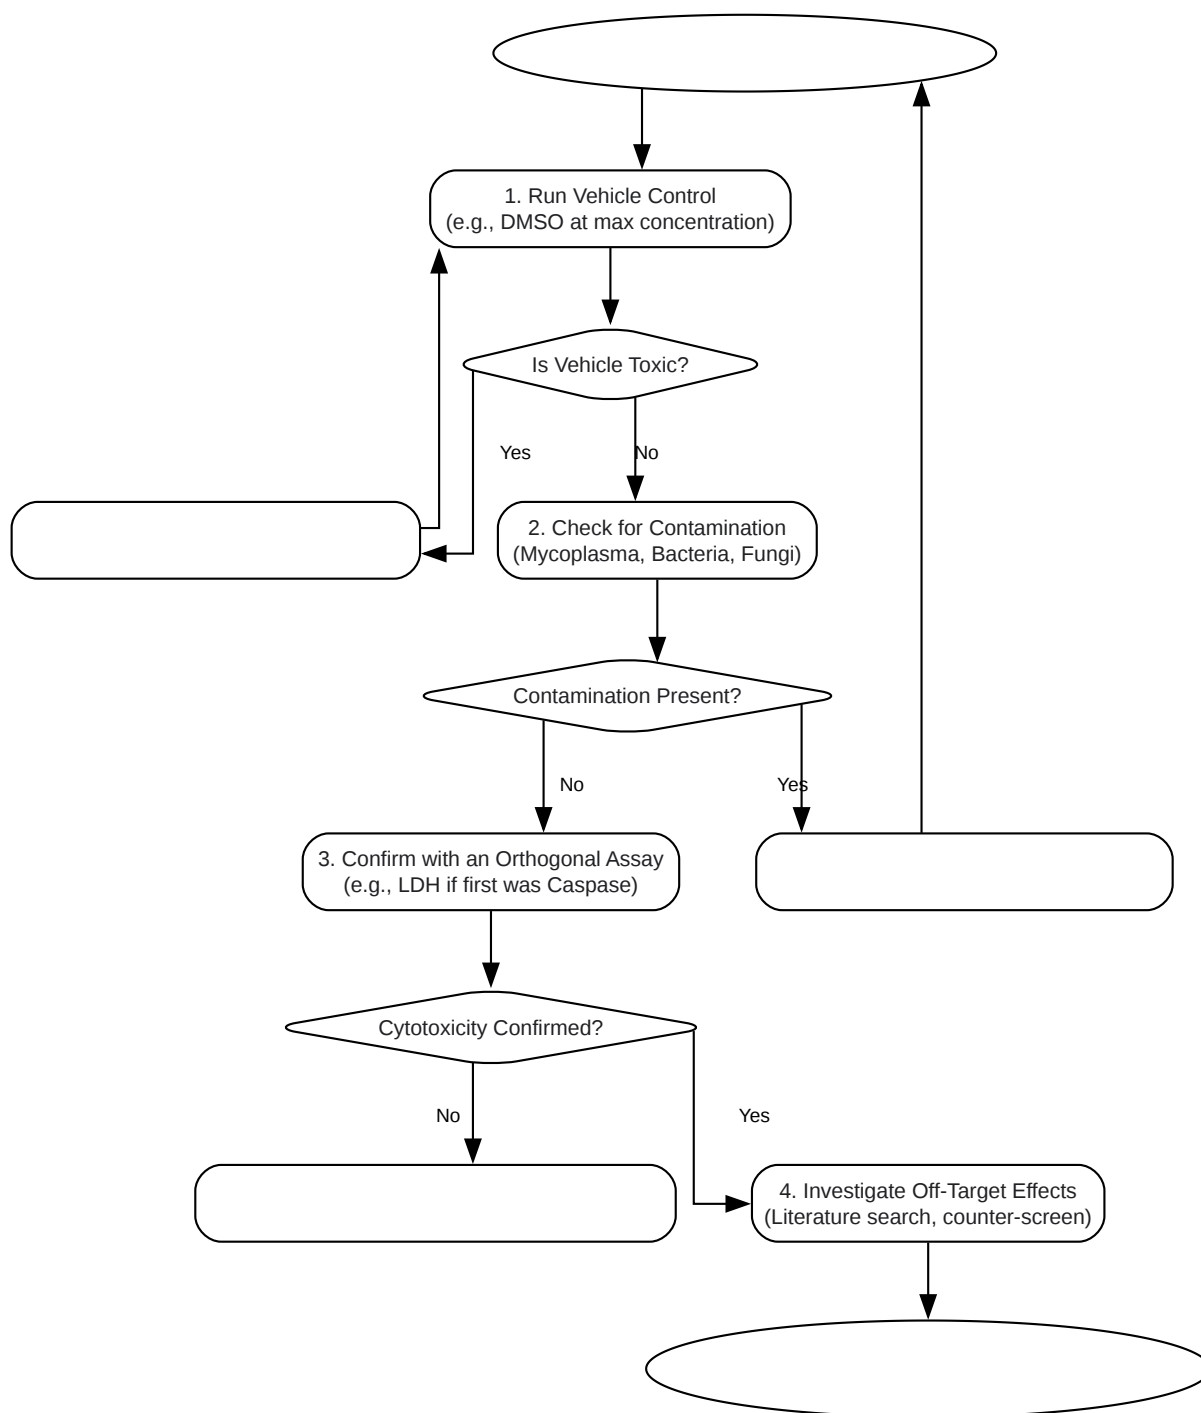 1. Run Vehicle Control
(e.g., DMSO at max concentration)
Is Vehicle Toxic?
Yes
No
2. Check for Contamination
(Mycoplasma, Bacteria, Fungi)
Contamination Present?
No
Yes
3. Confirm with an Orthogonal Assay
(e.g., LDH if first was Caspase)
Cytotoxicity Confirmed?
No
Yes
4. Investigate Off-Target Effects
(Literature search, counter-screen)